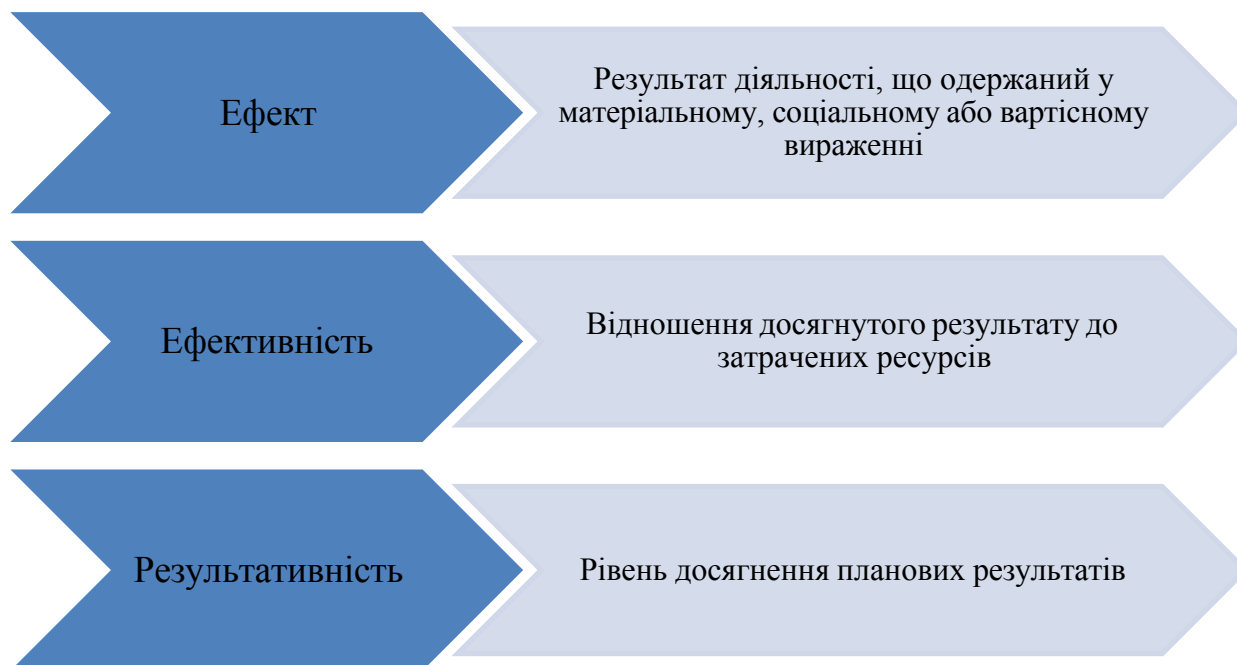 Ефект
Результат діяльності, що одержаний у
матеріальному, соціальному або вартісному
вираженні
Ефективність
Відношення досягнутого результату до
затрачених ресурсів
Результативність
Рівень досягнення планових результатів